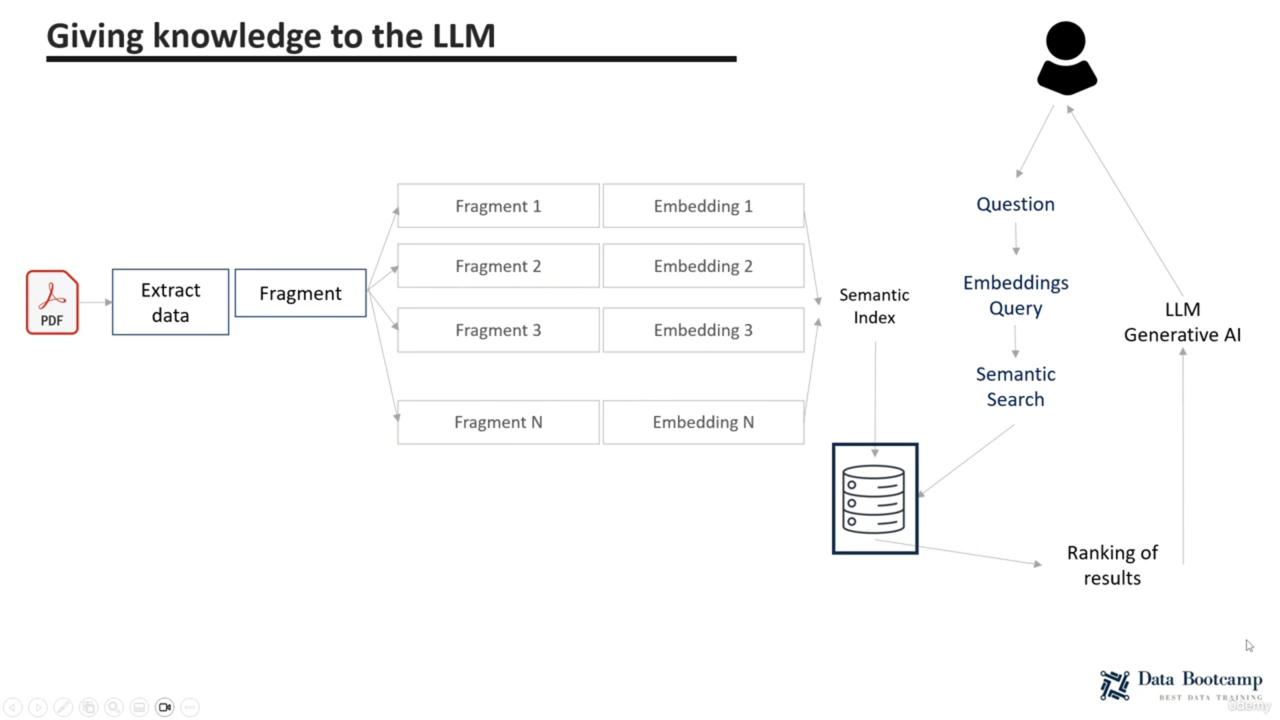 Giving knowledge to the LLM
PDF
Extract
data
Fragment
Fragment 1
Embedding 1
Fragment 2
Embedding 2
Fragment 3
Embedding 3
Fragment N
Embedding N
Semantic
Index
Question
Embeddings
Query
Semantic
Search
Ranking of
results
LLM
Generative AI
Data Bootcamp
BEST DATA TRAINING
udemy